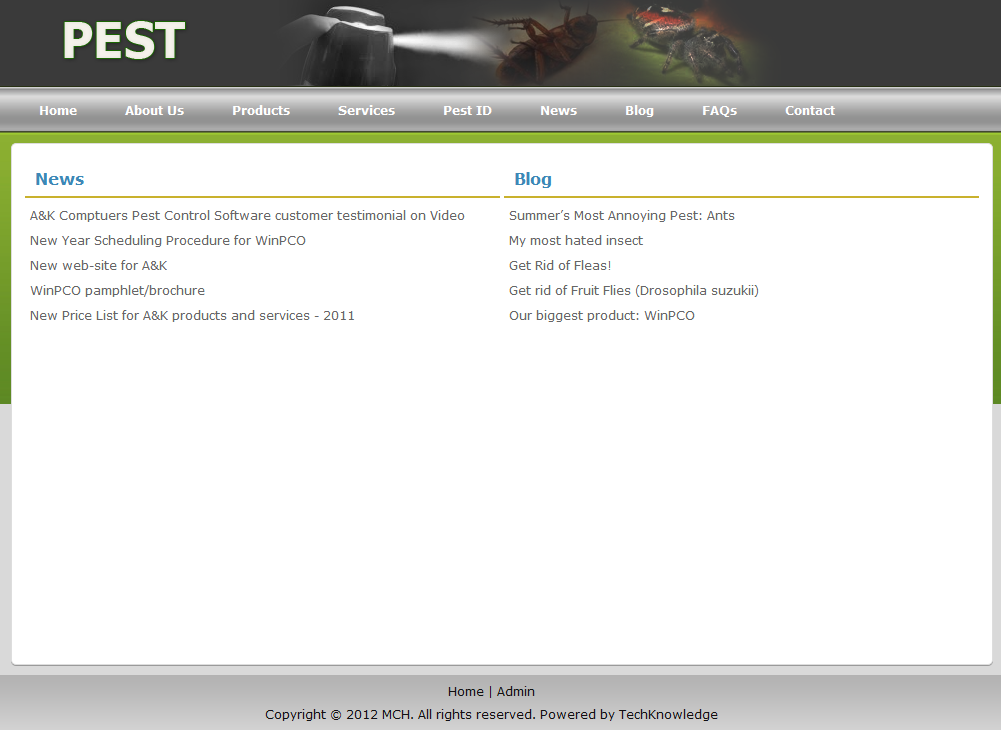 PEST
Home About Us Products Services Pest ID News Blog FAQs Contact
News
A&K Comptuers Pest Control Software customer testimonial on Video
New Year Scheduling Procedure for WinPCO
New web-site for A&K
WinPCO pamphlet/brochure
New Price List for A&K products and services - 2011
Blog
Summer´s Most Annoying Pest: Ants
My most hated insect
Get Rid of Fleas!
Get rid of Fruit Flies (Drosophila suzukii)
Our biggest product: WinPCO
Home | Admin
Copyright © 2012 MCH. All rights reserved. Powered by TechKnowledge